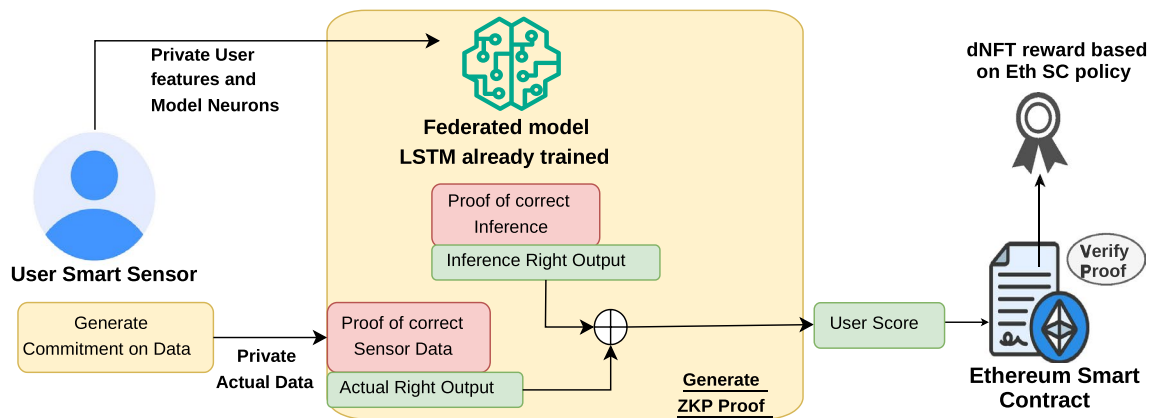 Private User
features and
Model Neurons
Federated model
LSTM already trained
dNFT reward based
on Eth SC policy
Proof of correct
Inference
Inference Right Output
User Smart Sensor
Generate
Commitment on Data
Private
Actual Data
Proof of correct
Sensor Data
Actual Right Output
Generate
ZKP Proof
User Score
Verify
Proof
Ethereum Smart
Contract